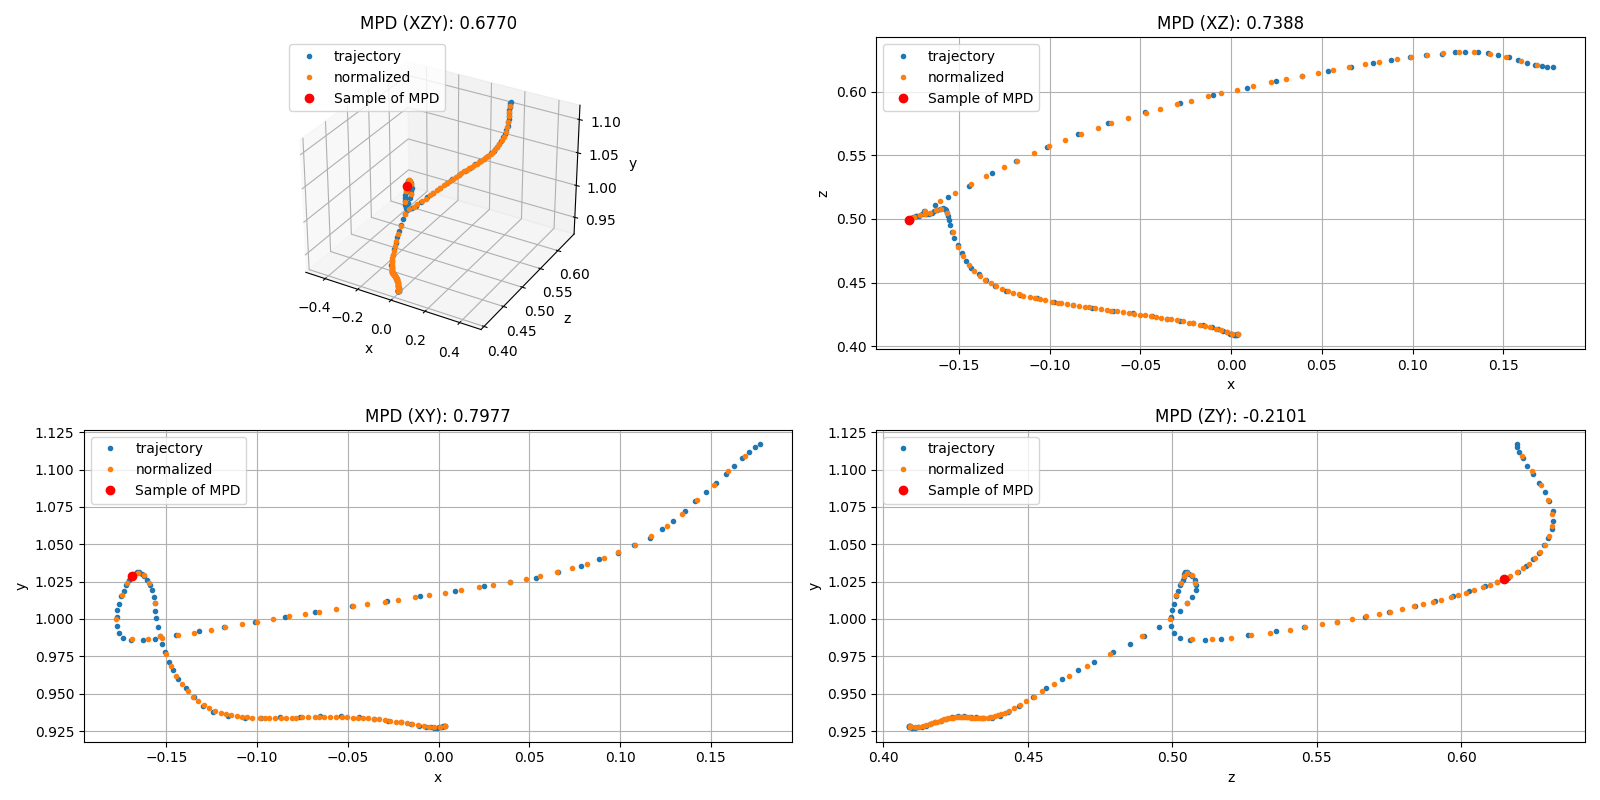 MPD (XZY): 0.6770
trajectory
normalized
Sample of MPD
1.10
1.05
1.00
0.95
y
0.60
0.55
0.50
0.45
0.40
z
−0.4
−0.2
0.0
0.2
0.4
x
MPD (XZ): 0.7388
trajectory
normalized
Sample of MPD
0.60
0.55
0.50
0.45
0.40
z
−0.15 −0.10 −0.05 0.00 0.05 0.10 0.15
x
MPD (XY): 0.7977
trajectory
normalized
Sample of MPD
1.125
1.100
1.075
1.050
1.025
1.000
0.975
0.950
0.925
y
−0.15 −0.10 −0.05 0.00 0.05 0.10 0.15
x
MPD (ZY): -0.2101
trajectory
normalized
Sample of MPD
1.125
1.100
1.075
1.050
1.025
1.000
0.975
0.950
0.925
y
0.40 0.45 0.50 0.55 0.60
z